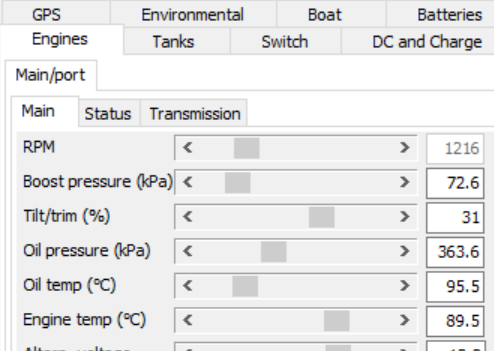 GPS Environmental Boat Batteries
Engines Tanks Switch DC and Charge
Main/port
Main Status Transmission
RPM 1216
Boost pressure (kPa) 72.6
Tilt/trim (%) 31
Oil pressure (kPa) 363.6
Oil temp (°C) 95.5
Engine temp (°C) 89.5